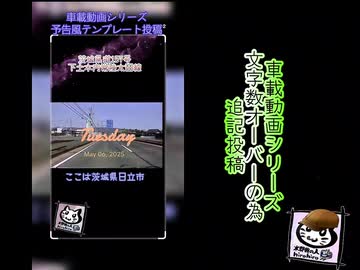 車載動画シリーズ
予告風テンプレート投稿
Tuesday
May 06, 2025
ここは茨城県日立市
車載動画シリーズ
文字数オーバーの為
追記投稿
hirohiro